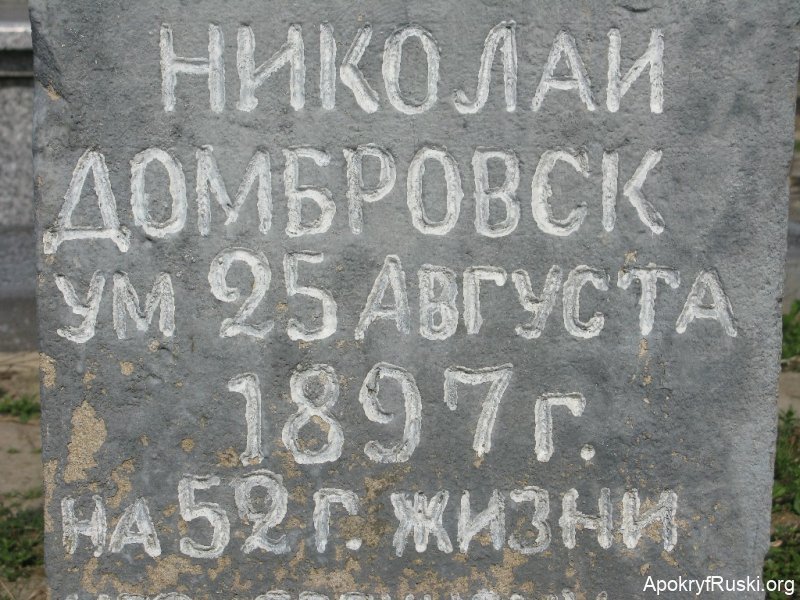 НИКОЛАИ
ДОМБРОВСК
УМ 25 АВГУСТА
1897 г.
НА 52 г. ЖИЗНИ
ApokryfRuski.org